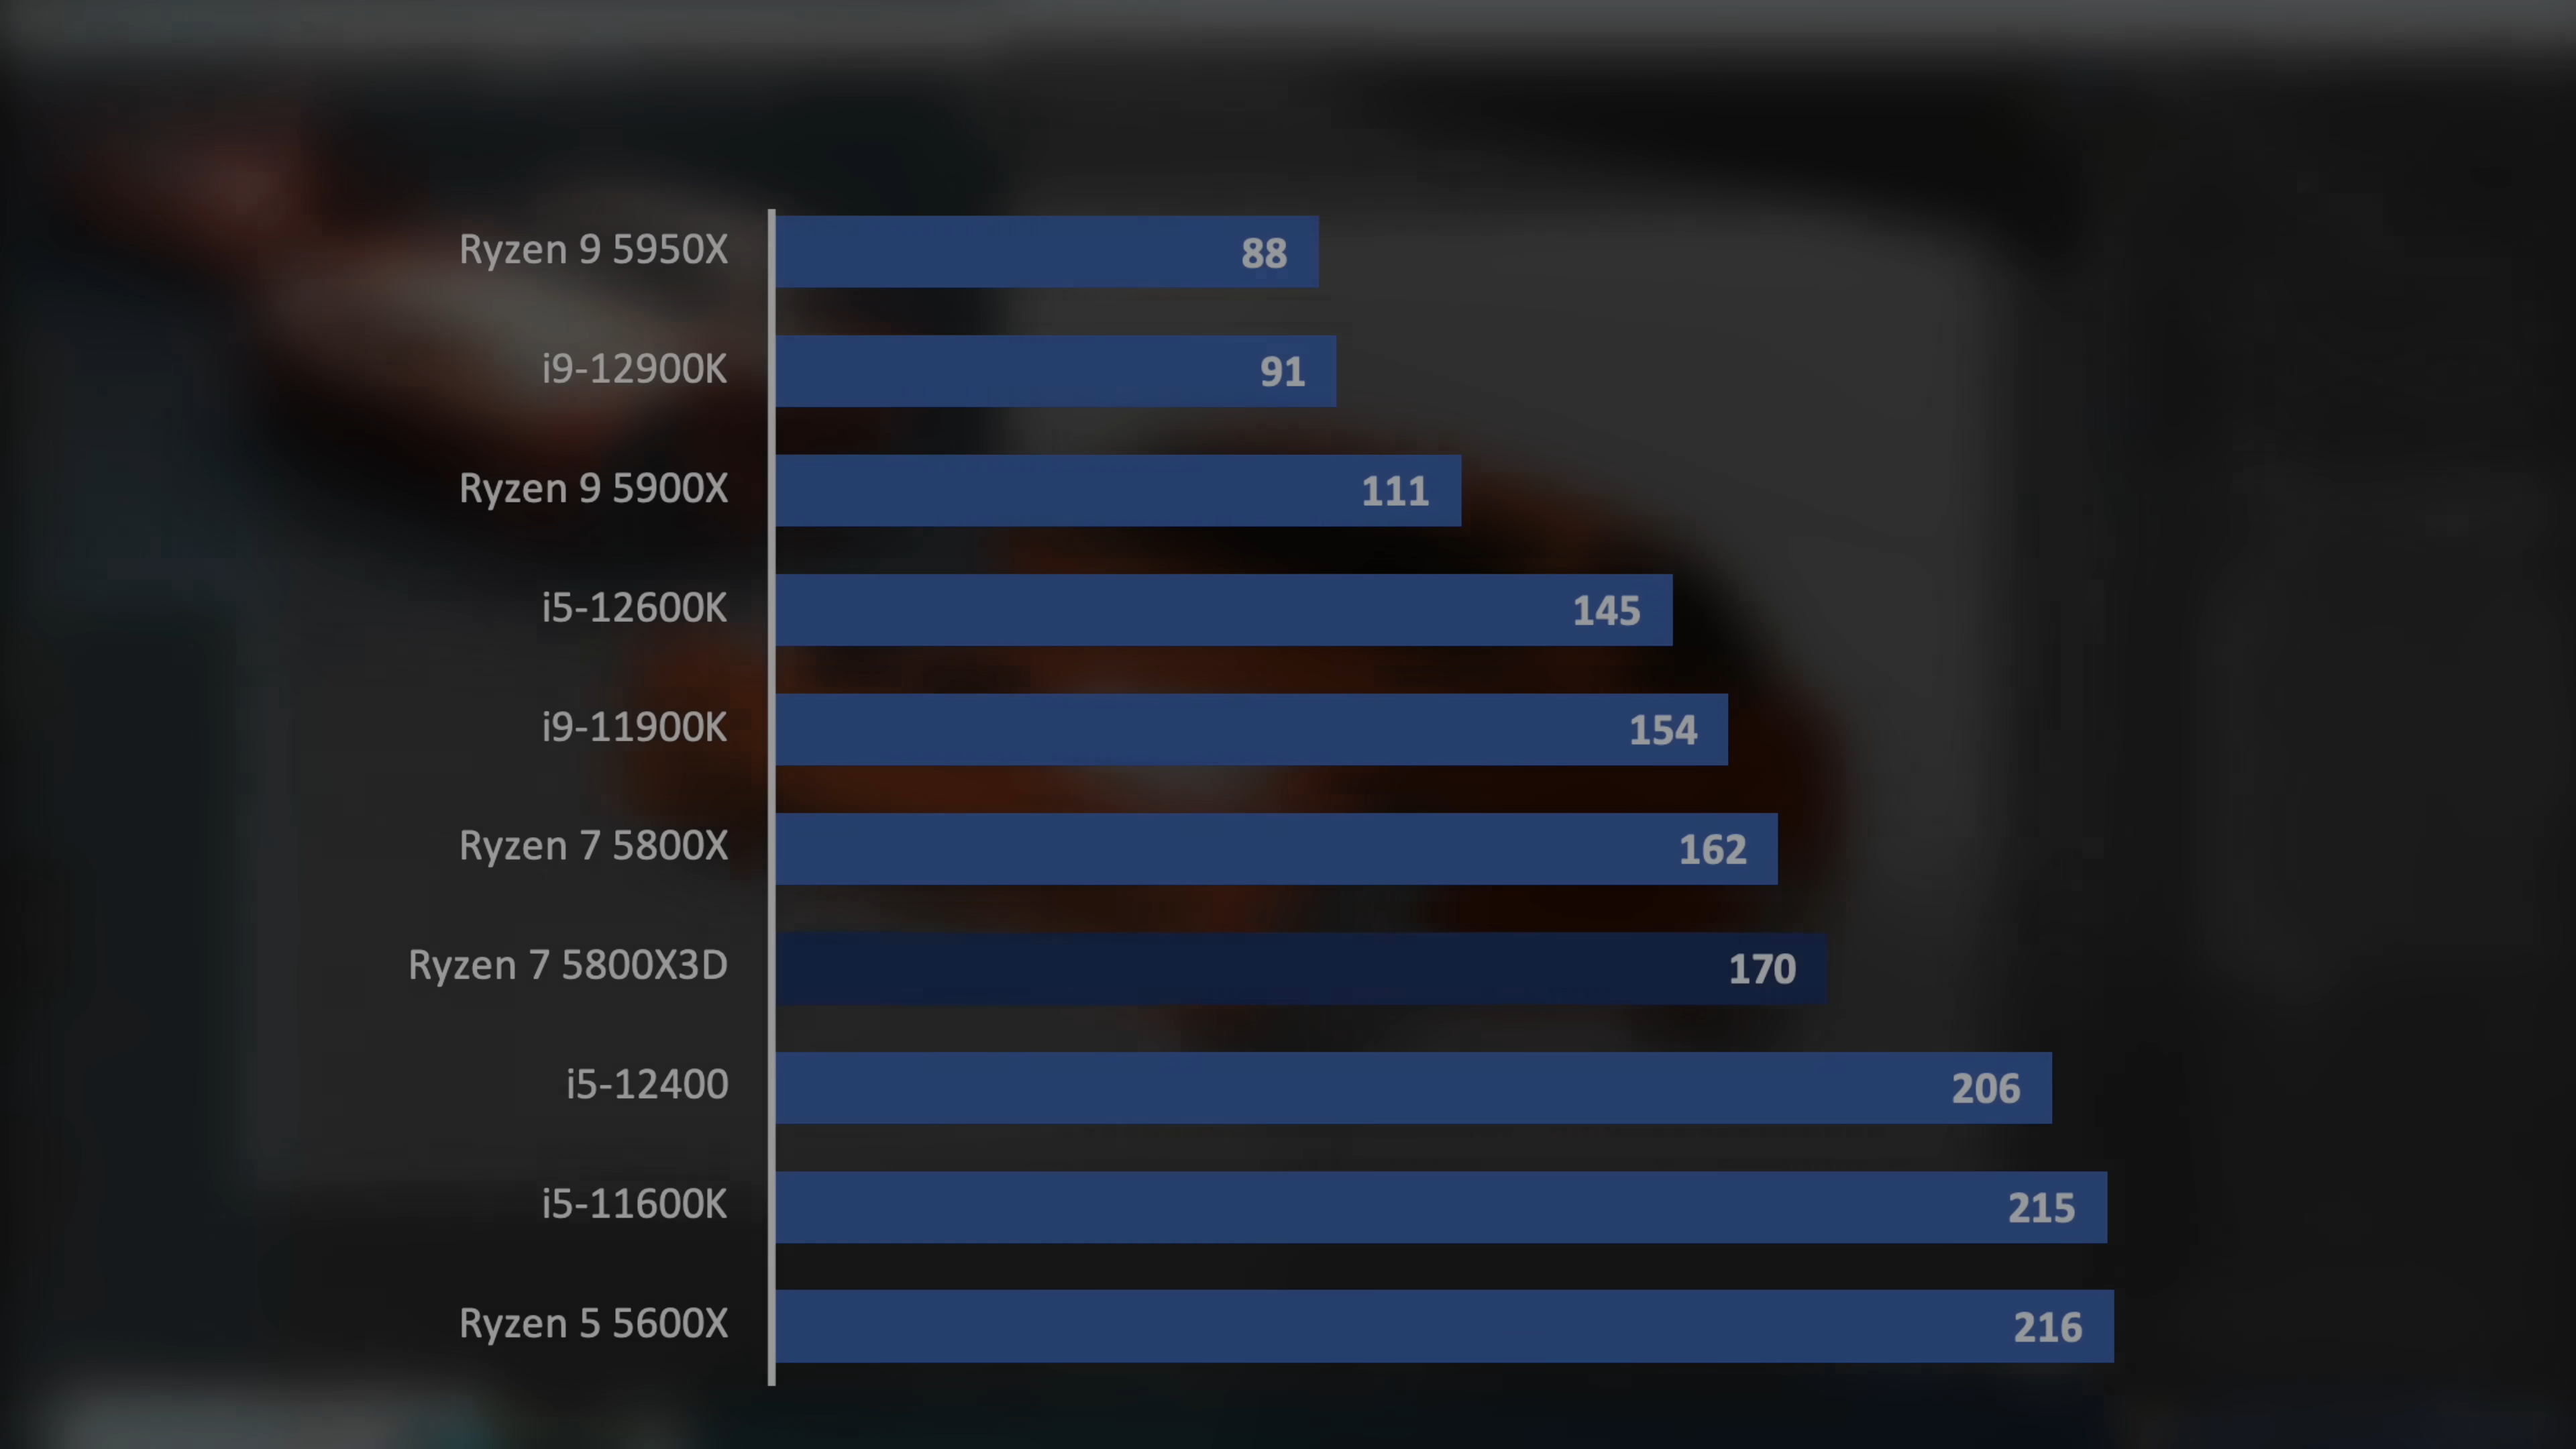 Ryzen 9 5950X 88
i9-12900K 91
Ryzen 9 5900X 111
i5-12600K 145
i9-11900K 154
Ryzen 7 5800X 162
Ryzen 7 5800X3D 170
i5-12400 206
i5-11600K 215
Ryzen 5 5600X 216